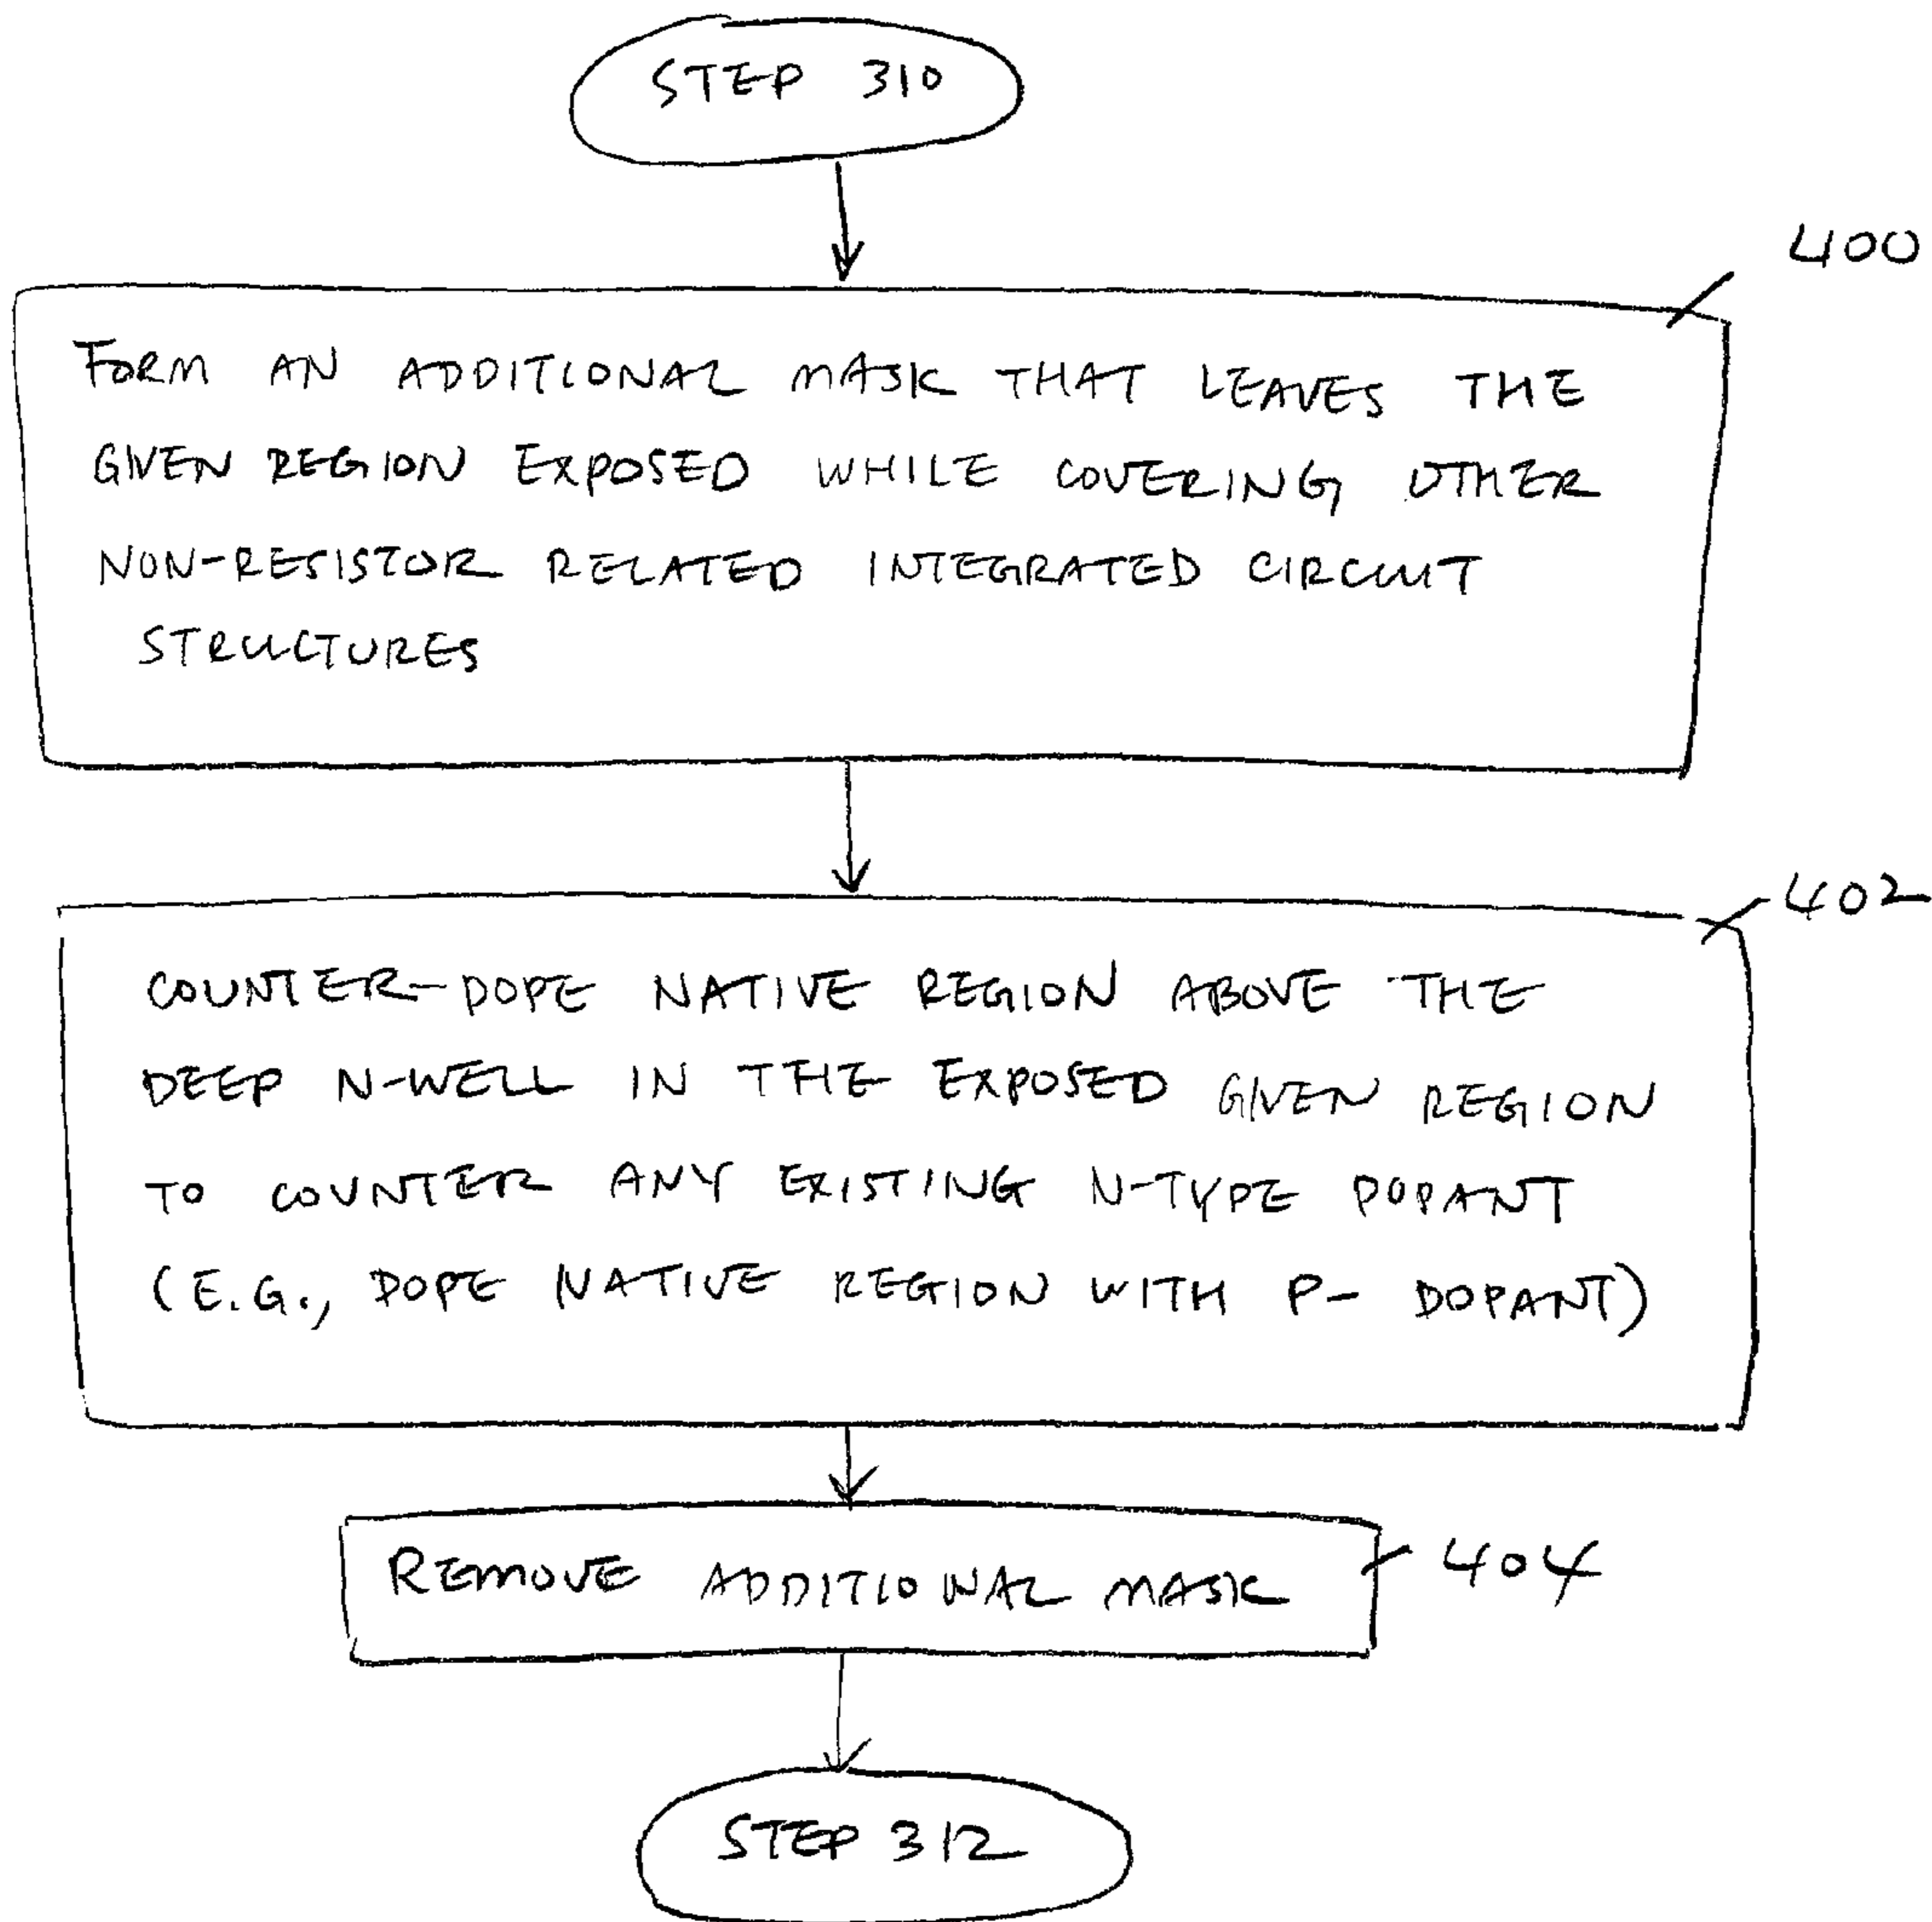 STEP 310
400
FORM AN ADDITIONAL MASK THAT LEAVES THE
GIVEN REGION EXPOSED WHILE COVERING OTHER
NON-RESISTOR RELATED INTEGRATED CIRCUIT
STRUCTURES
402
COUNTER-DOPE NATIVE REGION ABOVE THE
DEEP N-WELL IN THE EXPOSED GIVEN REGION
TO COUNTER ANY EXISTING N-TYPE DOPANT
(E.G., DOPE NATIVE REGION WITH P- DOPANT)
REMOVE ADDITIONAL MASK
404
STEP 312